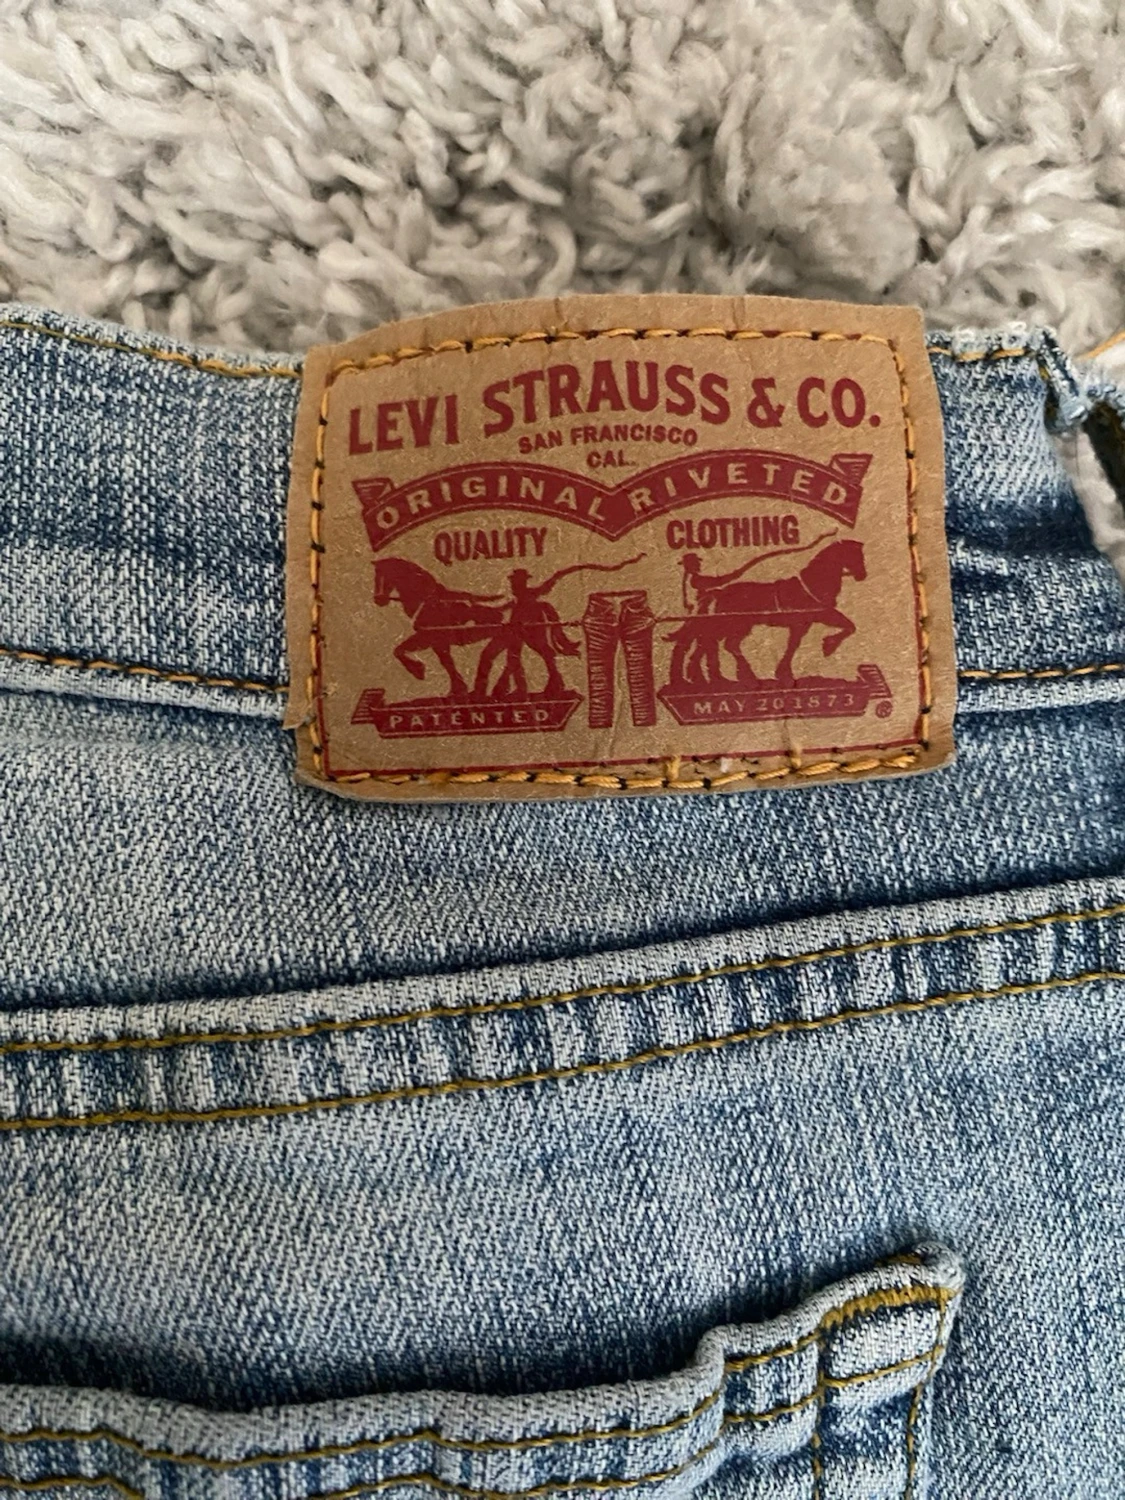 LEVI STRAUSS & CO.
SAN FRANCISCO
CAL.
ORIGINAL RIVETED
QUALITY CLOTHING
PATENTED MAY 20 1873 ®